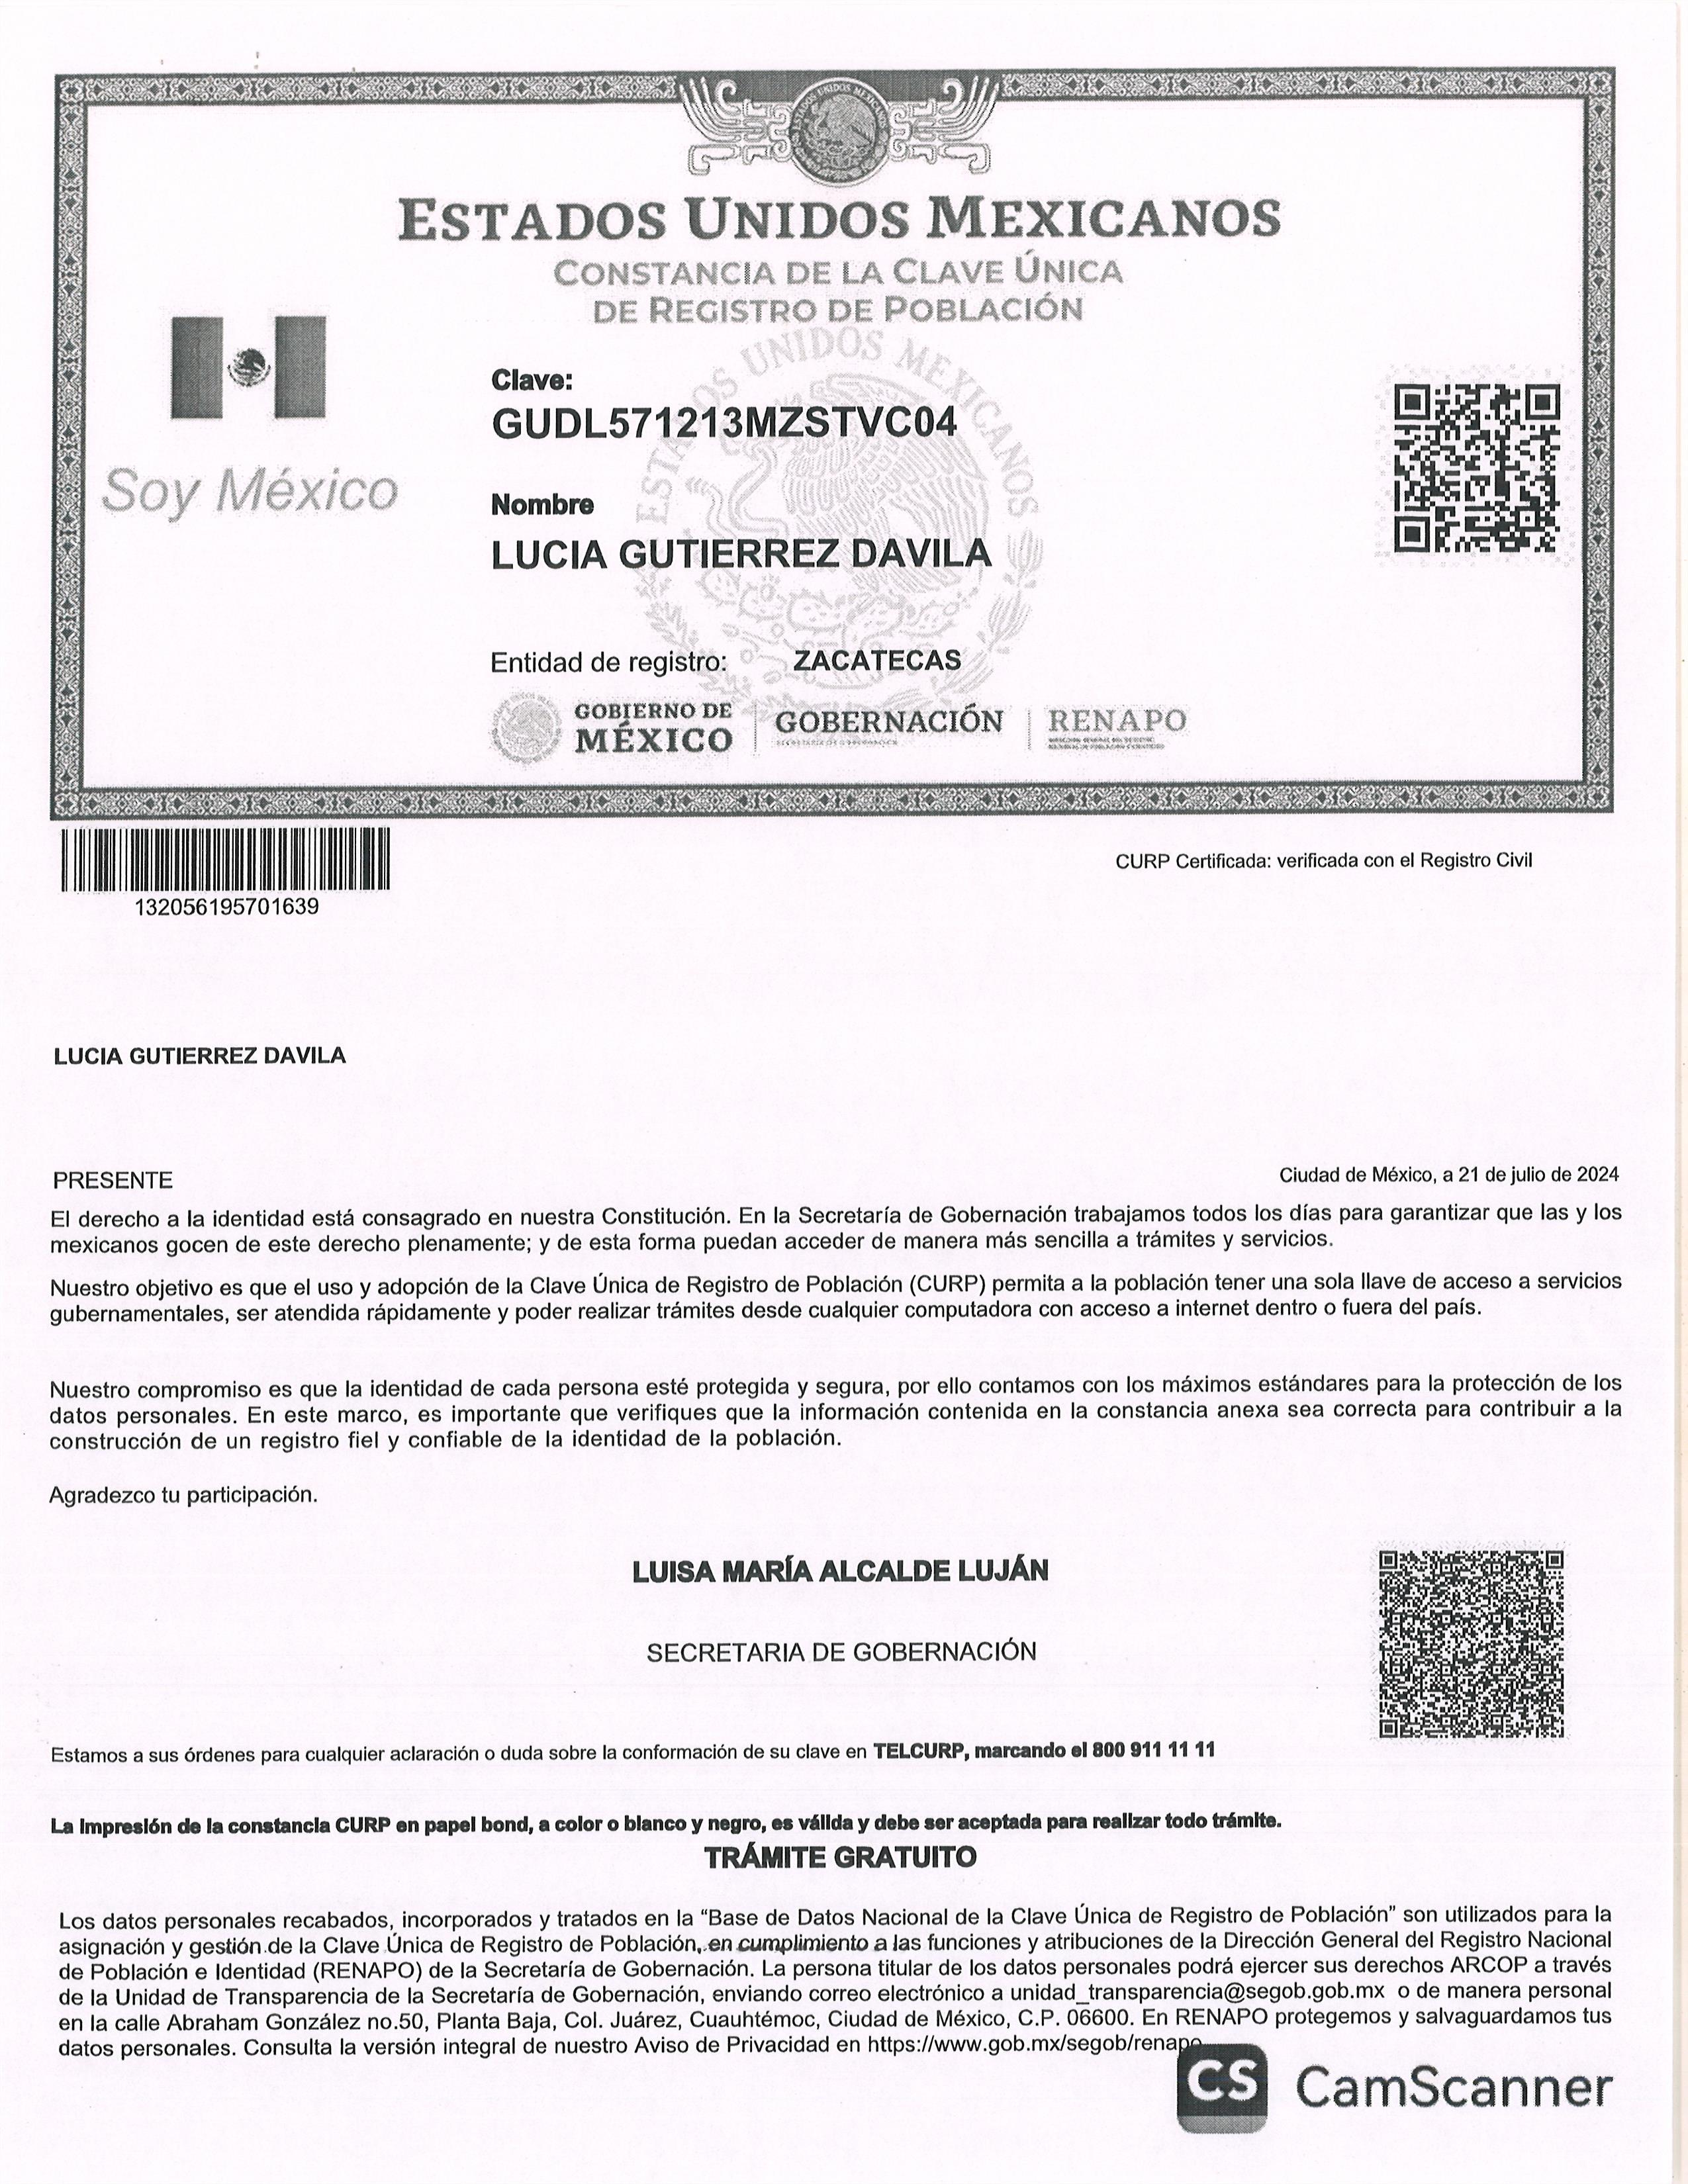 ESTADOS UNIDOS MEXICANOS
CONSTANCIA DE LA CLAVE ÚNICA
DE REGISTRO DE POBLACIÓN
Soy México
Clave:
GUDL571213MZSTVC04
Nombre
LUCIA GUTIERREZ DAVILA
Entidad de registro: ZACATECAS
GOBIERNO DE MÉXICO
GOBERNACIÓN
RENAPO
ESTADOS UNIDOS MEXICANOS
132056195701639
CURP Certificada: verificada con el Registro Civil
LUCIA GUTIERREZ DAVILA
PRESENTE
Ciudad de México, a 21 de julio de 2024
El derecho a la identidad está consagrado en nuestra Constitución. En la Secretaría de Gobernación trabajamos todos los días para garantizar que las y los
mexicanos gocen de este derecho plenamente; y de esta forma puedan acceder de manera más sencilla a trámites y servicios.
Nuestro objetivo es que el uso y adopción de la Clave Única de Registro de Población (CURP) permita a la población tener una sola llave de acceso a servicios
gubernamentales, ser atendida rápidamente y poder realizar trámites desde cualquier computadora con acceso a internet dentro o fuera del país.
Nuestro compromiso es que la identidad de cada persona esté protegida y segura, por ello contamos con los máximos estándares para la protección de los
datos personales. En este marco, es importante que verifiques que la información contenida en la constancia anexa sea correcta para contribuir a la
construcción de un registro fiel y confiable de la identidad de la población.
Agradezco tu participación.
LUISA MARÍA ALCALDE LUJÁN
SECRETARIA DE GOBERNACIÓN
Estamos a sus órdenes para cualquier aclaración o duda sobre la conformación de su clave en TELCURP, marcando el 800 911 11 11
La impresión de la constancia CURP en papel bond, a color o blanco y negro, es válida y debe ser aceptada para realizar todo trámite.
TRÁMITE GRATUITO
Los datos personales recabados, incorporados y tratados en la “Base de Datos Nacional de la Clave Única de Registro de Población” son utilizados para la
asignación y gestión de la Clave Única de Registro de Población, en cumplimiento a las funciones y atribuciones de la Dirección General del Registro Nacional
de Población e Identidad (RENAPO) de la Secretaría de Gobernación. La persona titular de los datos personales podrá ejercer sus derechos ARCOP a través
de la Unidad de Transparencia de la Secretaría de Gobernación, enviando correo electrónico a unidad_transparencia@segob.gob.mx o de manera personal
en la calle Abraham González no.50, Planta Baja, Col. Juárez, Cuauhtémoc, Ciudad de México, C.P. 06600. En RENAPO protegemos y salvaguardamos tus
datos personales. Consulta la versión integral de nuestro Aviso de Privacidad en https://www.gob.mx/segob/renapo
CS CamScanner